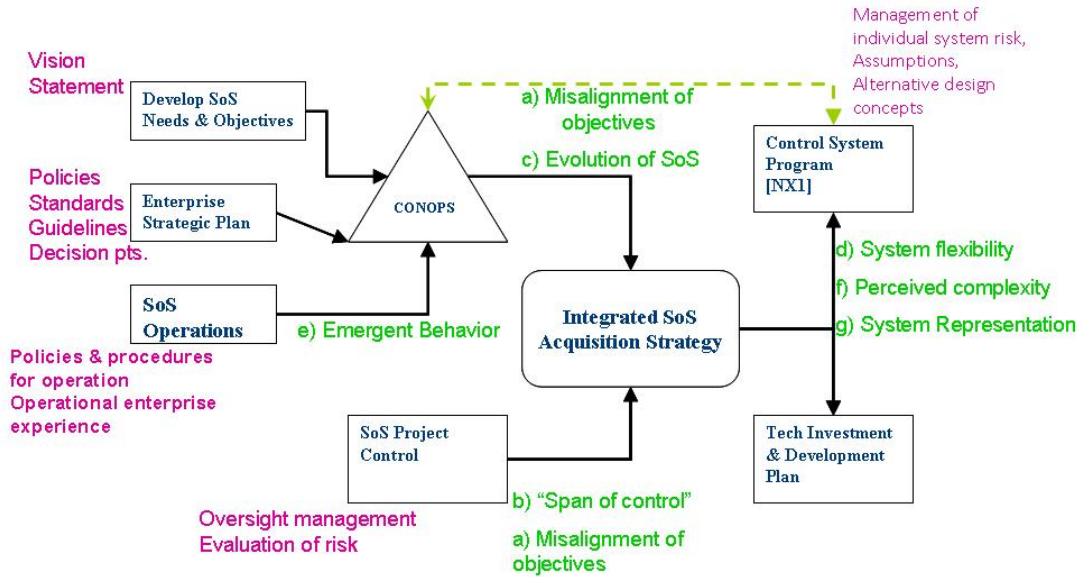 Management of
individual system risk,
Assumptions,
Alternative design
concepts
Vision
Statement
Develop SoS
Needs & Objectives
a) Misalignment of
objectives
c) Evolution of SoS
Control System
Program
[NX1]
Policies
Standards
Guidelines
Decision pts.
Enterprise
Strategic Plan
CONOPS
d) System flexibility
f) Perceived complexity
g) System Representation
SoS
Operations
e) Emergent Behavior
Integrated SoS
Acquisition Strategy
Policies & procedures
for operation
Operational enterprise
experience
SoS Project
Control
Tech Investment
& Development
Plan
Oversight management
Evaluation of risk
b) “Span of control”
a) Misalignment of
objectives